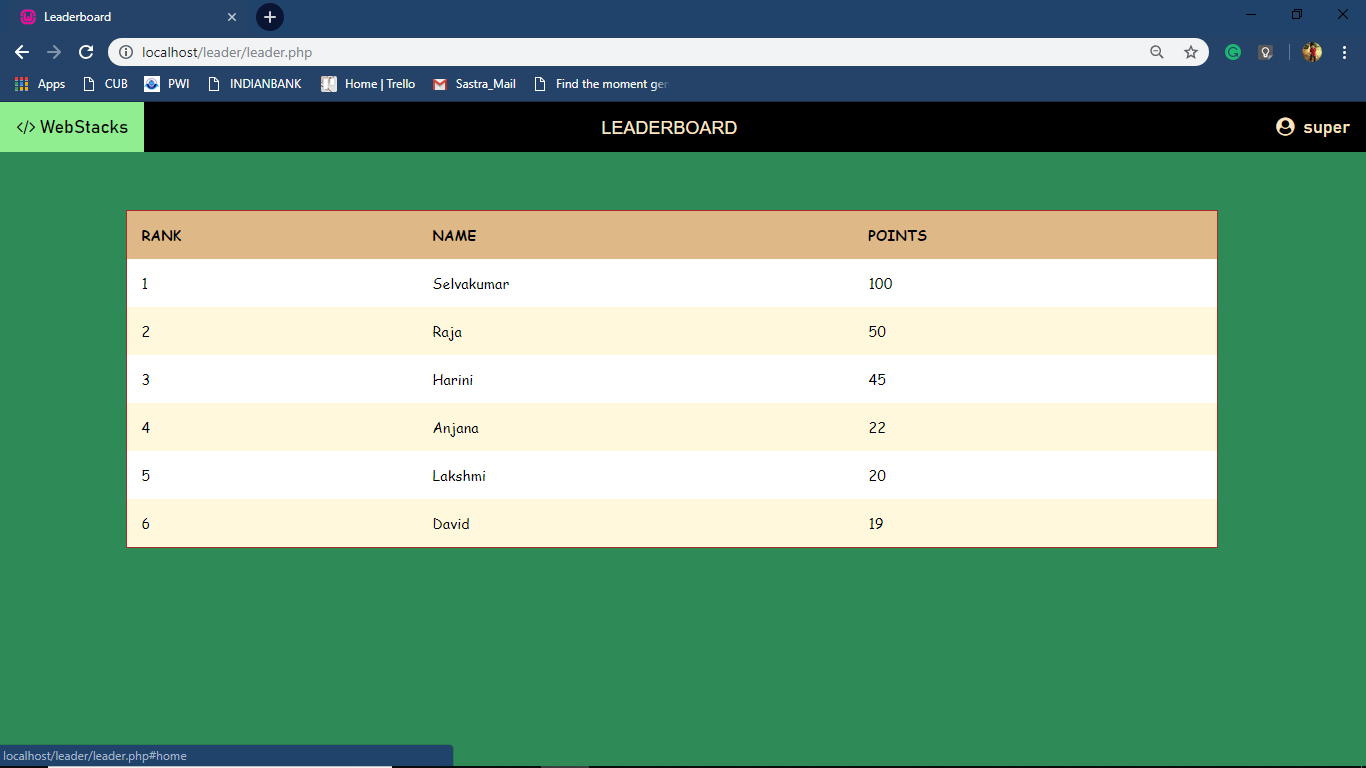 Leaderboard
localhost/leader/leader.php
Apps CUB PWI INDIANBANK Home | Trello Sastra_Mail Find the moment ger
</> WebStacks LEADERBOARD super
RANK NAME POINTS
1 Selvakumar 100
2 Raja 50
3 Harini 45
4 Anjana 22
5 Lakshmi 20
6 David 19
localhost/leader/leader.php#home